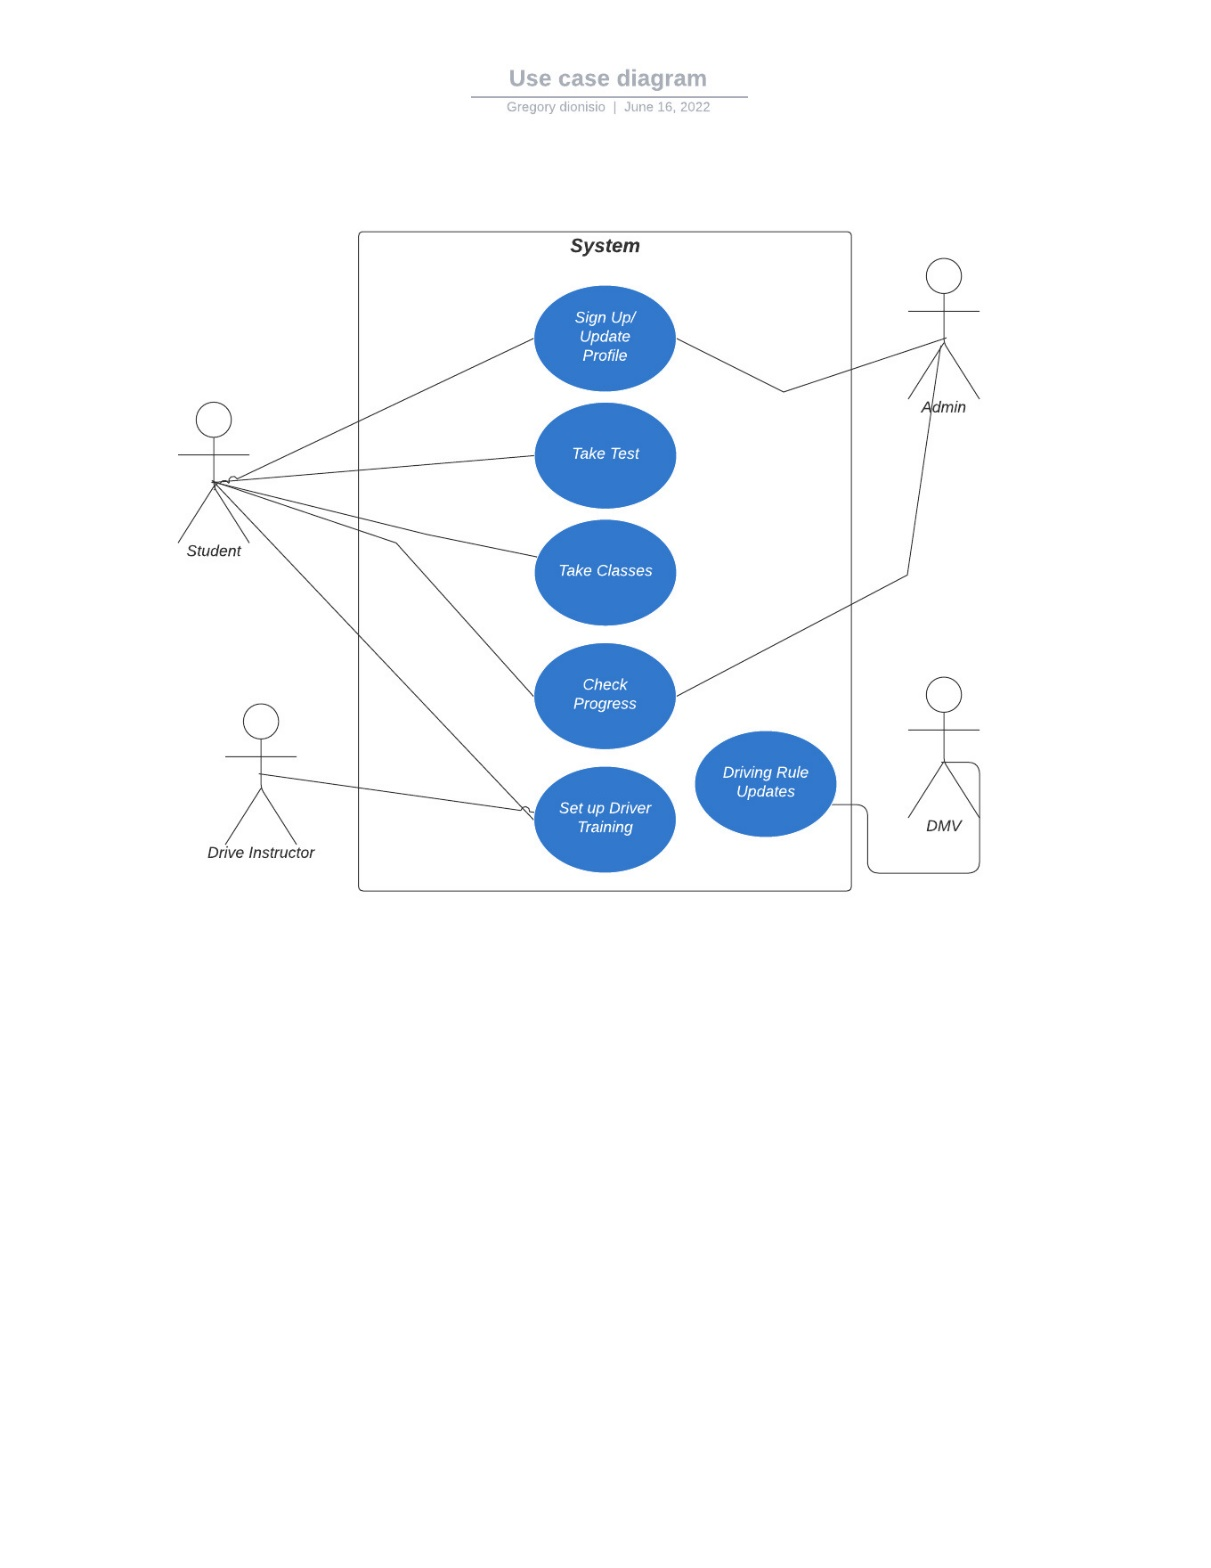 Use case diagram
Gregory dionisio | June 16, 2022
System
Sign Up/
Update
Profile
Admin
Take Test
Student
Take Classes
Check
Progress
Driving Rule
Updates
Set up Driver
Training
DMV
Drive Instructor